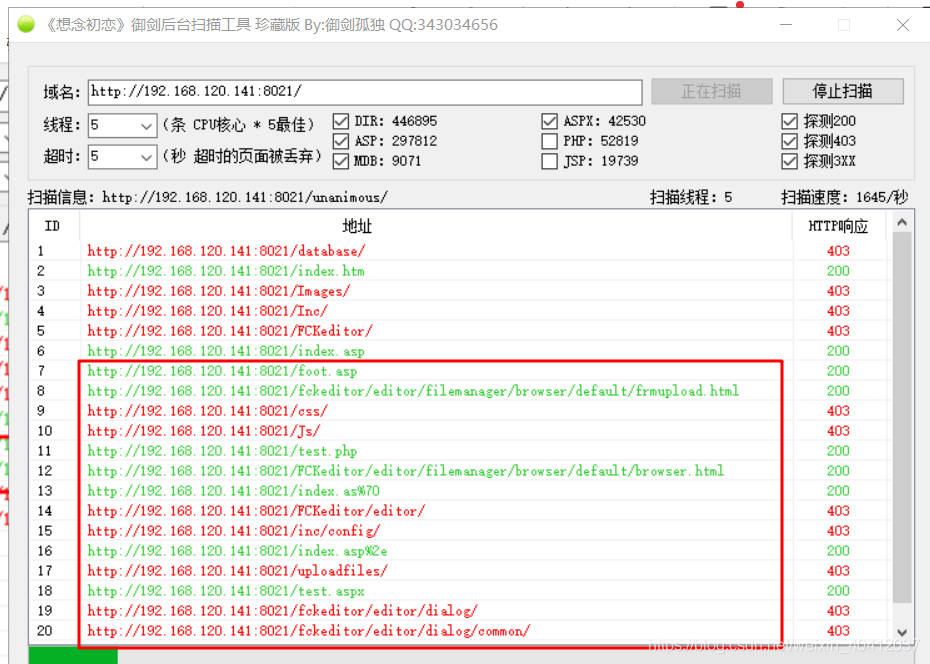 《想念初恋》御剑后台扫描工具 珍藏版 By:御剑孤独 QQ:343034656
域名: http://192.168.120.141:8021/ 正在扫描 停止扫描
线程: 5 (条 CPU核心 * 5最佳) DIR: 446895 ASPX: 42530 探测200
ASP: 297812 PHP: 52819 探测403
超时: 5 (秒 超时的页面被丢弃) MDB: 9071 JSP: 19739 探测3XX
扫描信息: http://192.168.120.141:8021/unanimous/ 扫描线程: 5 扫描速度: 1645/秒
ID 地址 HTTP响应
1 http://192.168.120.141:8021/database/ 403
2 http://192.168.120.141:8021/index.htm 200
3 http://192.168.120.141:8021/Images/ 403
4 http://192.168.120.141:8021/Inc/ 403
5 http://192.168.120.141:8021/FCKeditor/ 403
6 http://192.168.120.141:8021/index.asp 200
7 http://192.168.120.141:8021/foot.asp 200
8 http://192.168.120.141:8021/fckeditor/editor/filemanager/browser/default/frmupload.html 200
9 http://192.168.120.141:8021/css/ 403
10 http://192.168.120.141:8021/Js/ 403
11 http://192.168.120.141:8021/test.php 200
12 http://192.168.120.141:8021/FCKeditor/editor/filemanager/browser/default/browser.html 200
13 http://192.168.120.141:8021/index.as%70 200
14 http://192.168.120.141:8021/FCKeditor/editor/ 403
15 http://192.168.120.141:8021/inc/config/ 403
16 http://192.168.120.141:8021/index.asp%2e 200
17 http://192.168.120.141:8021/uploadfiles/ 403
18 http://192.168.120.141:8021/test.aspx 200
19 http://192.168.120.141:8021/fckeditor/editor/dialog/ 403
20 http://192.168.120.141:8021/fckeditor/editor/dialog/common/ 403
https://blog.csdn.net/weixin_40412037